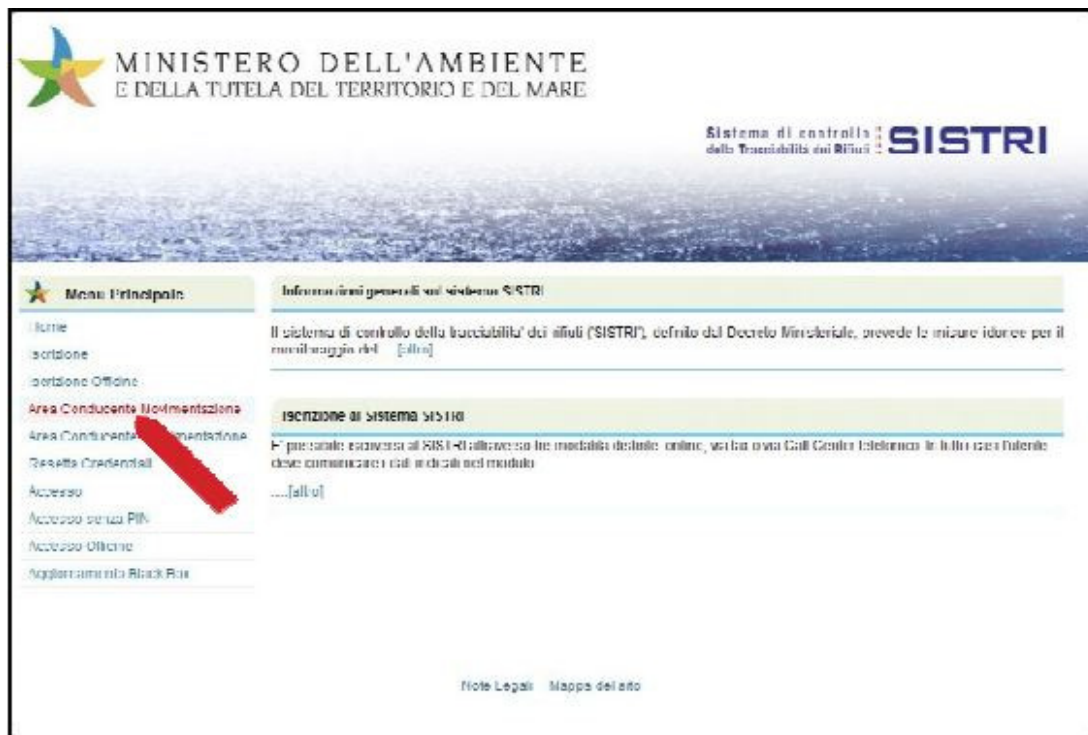 MINISTERO DELL'AMBIENTE
E DELLA TUTELA DEL TERRITORIO E DEL MARE
Sistema di controllo
della Tracciabilità dei Rifiuti
SISTRI
Menu Principale
Home
Iscrizione
Iscrizione Officine
Area Conducente Movimentazione
Area Conducente
Resetta Credenziali
Accesso
Accesso senza PIN
Accesso Officine
Aggiornamento Black Box
Informazioni generali sul sistema SISTRI
Il sistema di controllo della tracciabilita' dei rifiuti ('SISTRI'), definito dal Decreto Ministeriale, prevede le misure idonee per il
monitoraggio del ... [altro]
Iscrizione al Sistema SISTRI
E' possibile iscriversi al SISTRI attraverso tre modalità distinte: online, via fax o via Call Center telefonico. In tutti i casi l'utente
deve comunicare i dati indicati nel modulo
.....[altro]
Note Legali Mappa del sito